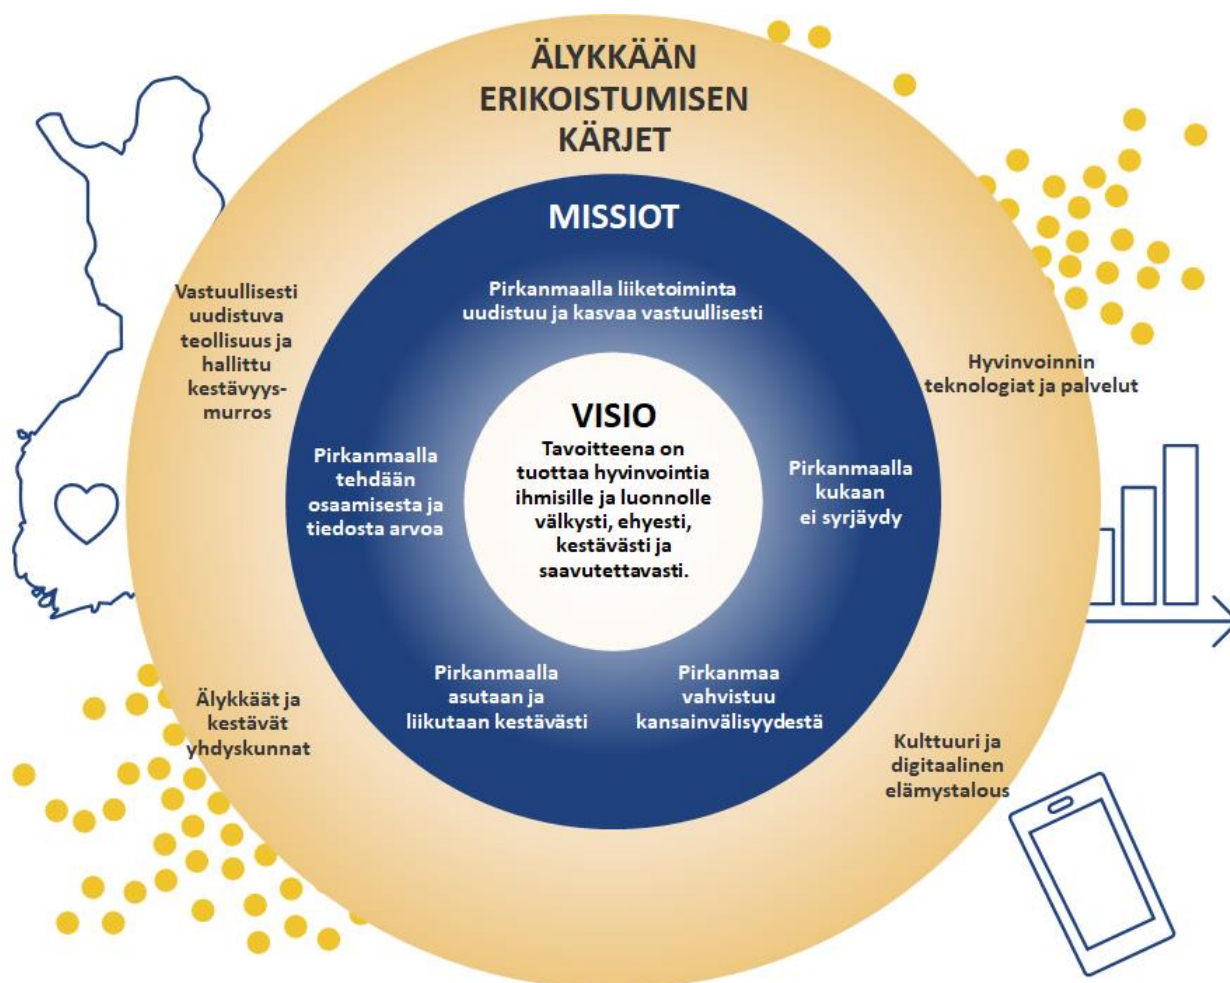 ÄLYKKÄÄN
ERIKOISTUMISEN
KÄRJET
MISSIOT
Pirkanmaalla liiketoiminta
uudistuu ja kasvaa vastuullisesti
Vastuullisesti
uudistuva
teollisuus ja
hallittu
kestävyys-
murros
Hyvinvoinnin
teknologiat ja palvelut
VISIO
Tavoitteena on
tuottaa hyvinvointia
ihmisille ja luonnolle
välkysti, ehyesti,
kestävästi ja
saavutettavasti.
Pirkanmaalla
tehdään
osaamisesta ja
tiedosta arvoa
Pirkanmaalla
kukaan
ei syrjäydy
Pirkanmaalla
asutaan ja
liikutaan kestävästi
Pirkanmaa
vahvistuu
kansainvälisyydestä
Älykkäät ja
kestävät
yhdyskunnat
Kulttuuri ja
digitaalinen
elämystalous